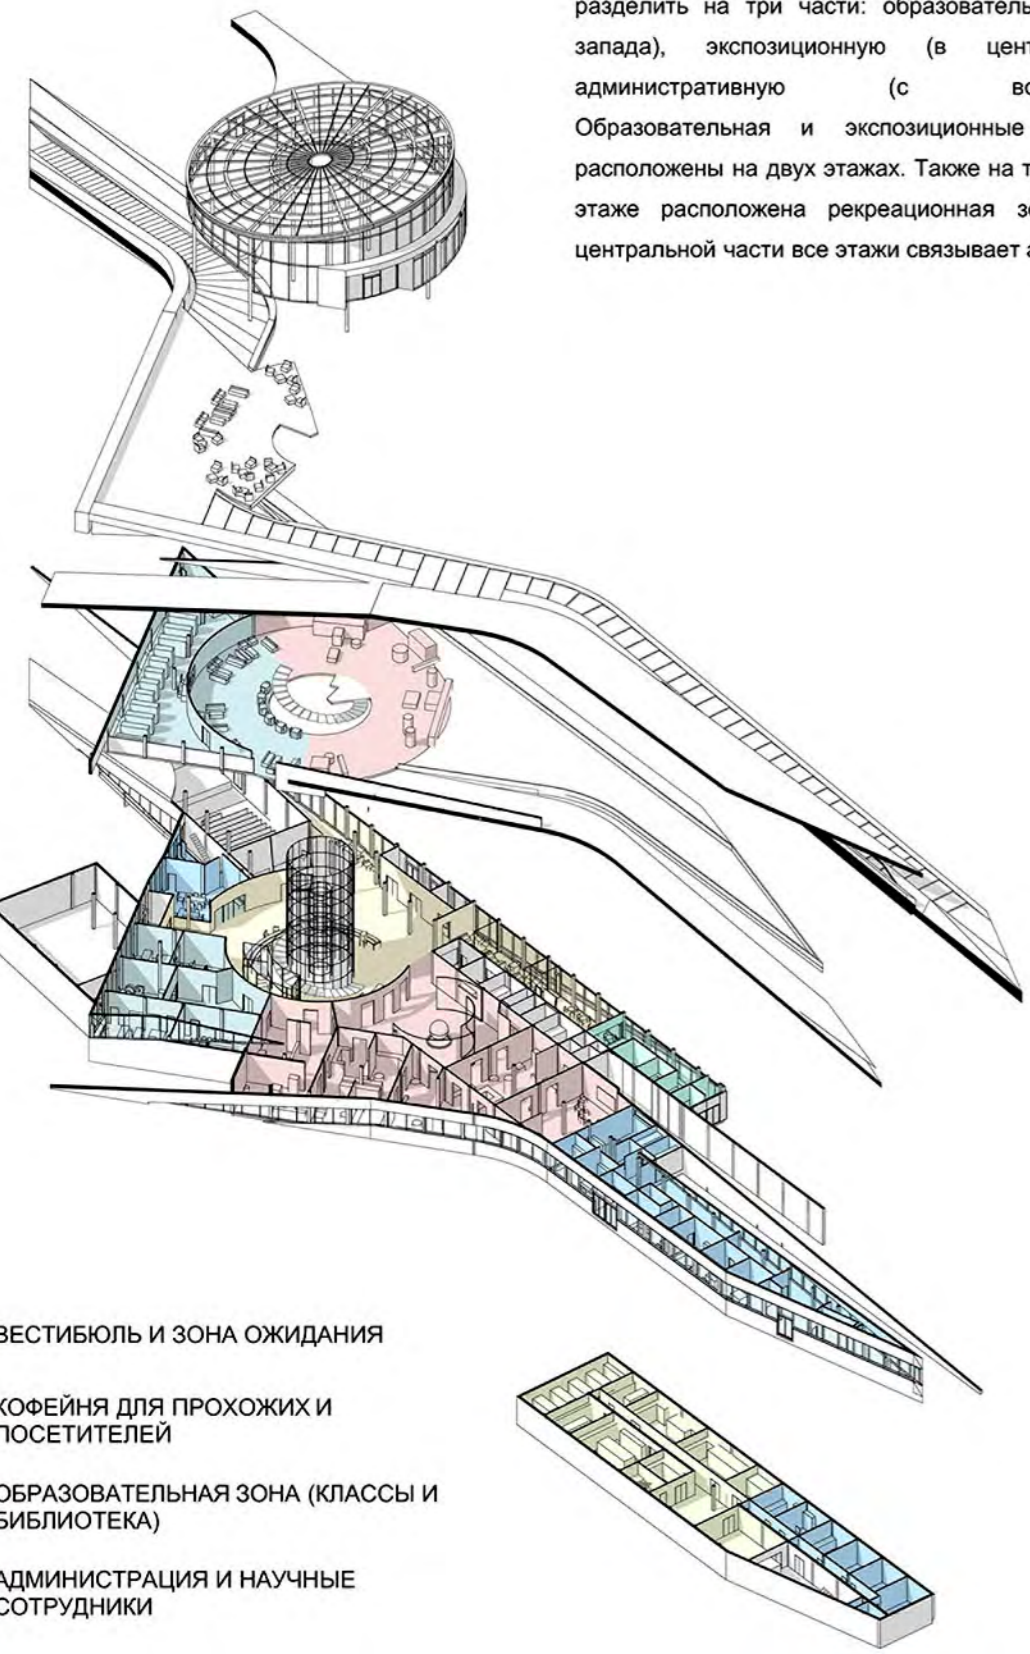 разделить на три части: образователь
запада), экспозиционную (в цент
административную (с во
Образовательная и экспозиционные
расположены на двух этажах. Также на т
этаже расположена рекреационная з
центральной части все этажи связывает а
ВЕСТИБЮЛЬ И ЗОНА ОЖИДАНИЯ
КОФЕЙНЯ ДЛЯ ПРОХОЖИХ И
ПОСЕТИТЕЛЕЙ
ОБРАЗОВАТЕЛЬНАЯ ЗОНА (КЛАССЫ И
БИБЛИОТЕКА)
АДМИНИСТРАЦИЯ И НАУЧНЫЕ
СОТРУДНИКИ